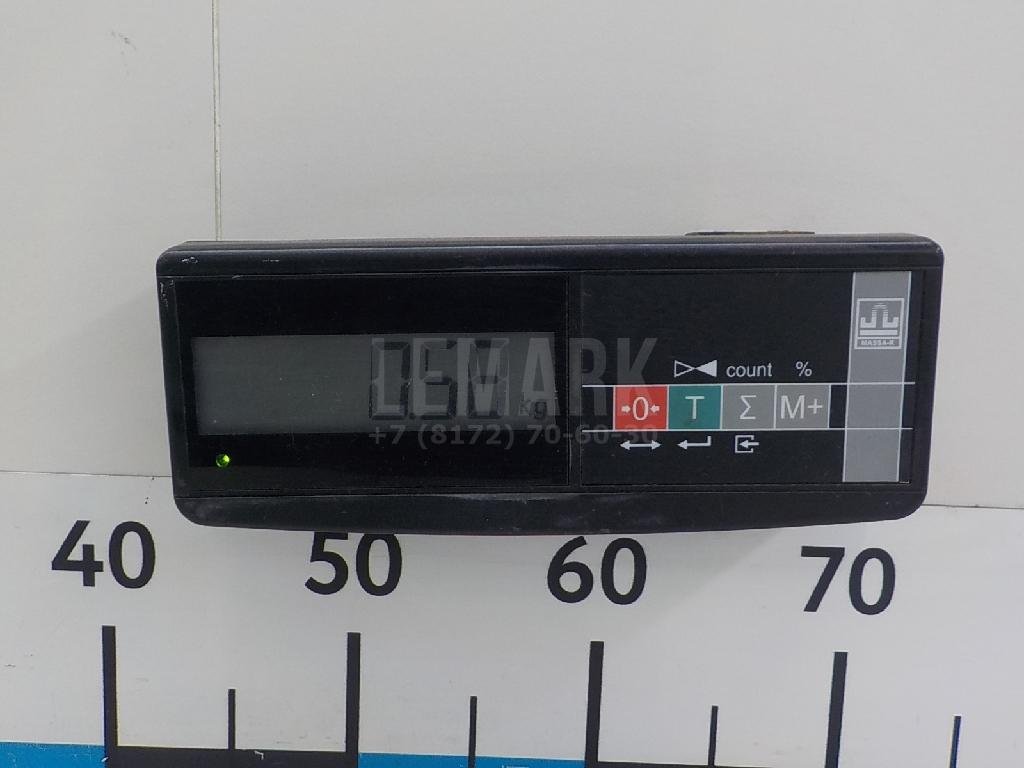 LEMARK
+7 (8172) 70-60-30
kg
count %
→0← T Σ M+
MASSA-K
40 50 60 70